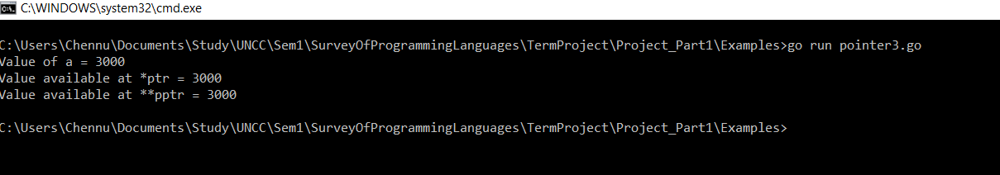 C:\WINDOWS\system32\cmd.exe
C:\Users\Chennu\Documents\Study\UNCC\Sem1\SurveyOfProgrammingLanguages\TermProject\Project_Part1\Examples>go run pointer3.go
Value of a = 3000
Value available at *ptr = 3000
Value available at **pptr = 3000
C:\Users\Chennu\Documents\Study\UNCC\Sem1\SurveyOfProgrammingLanguages\TermProject\Project_Part1\Examples>